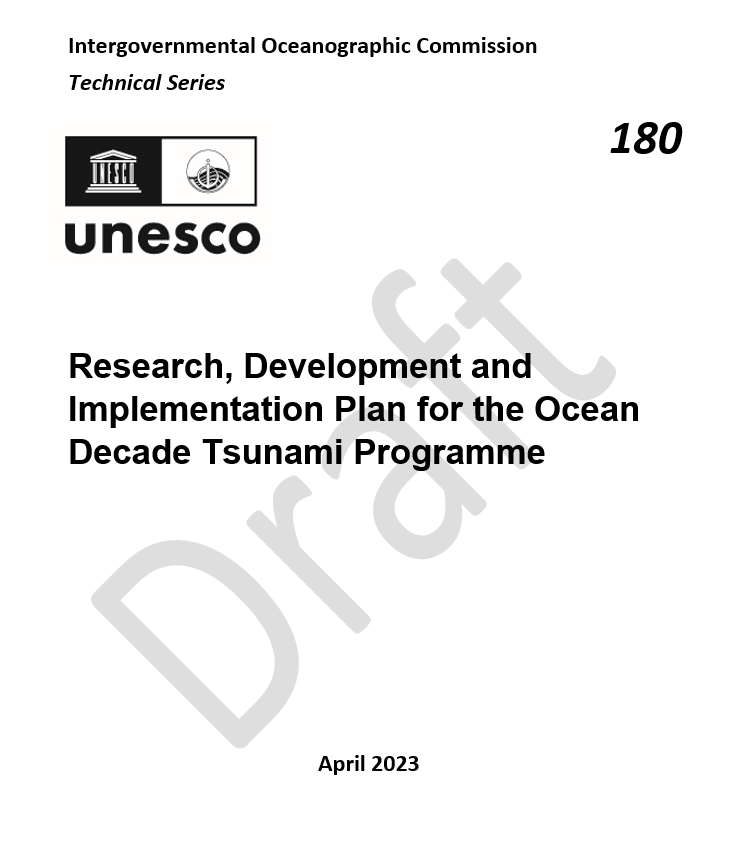 Intergovernmental Oceanographic Commission
Technical Series
180
UNESCO
unesco
Research, Development and
Implementation Plan for the Ocean
Decade Tsunami Programme
Draft
April 2023